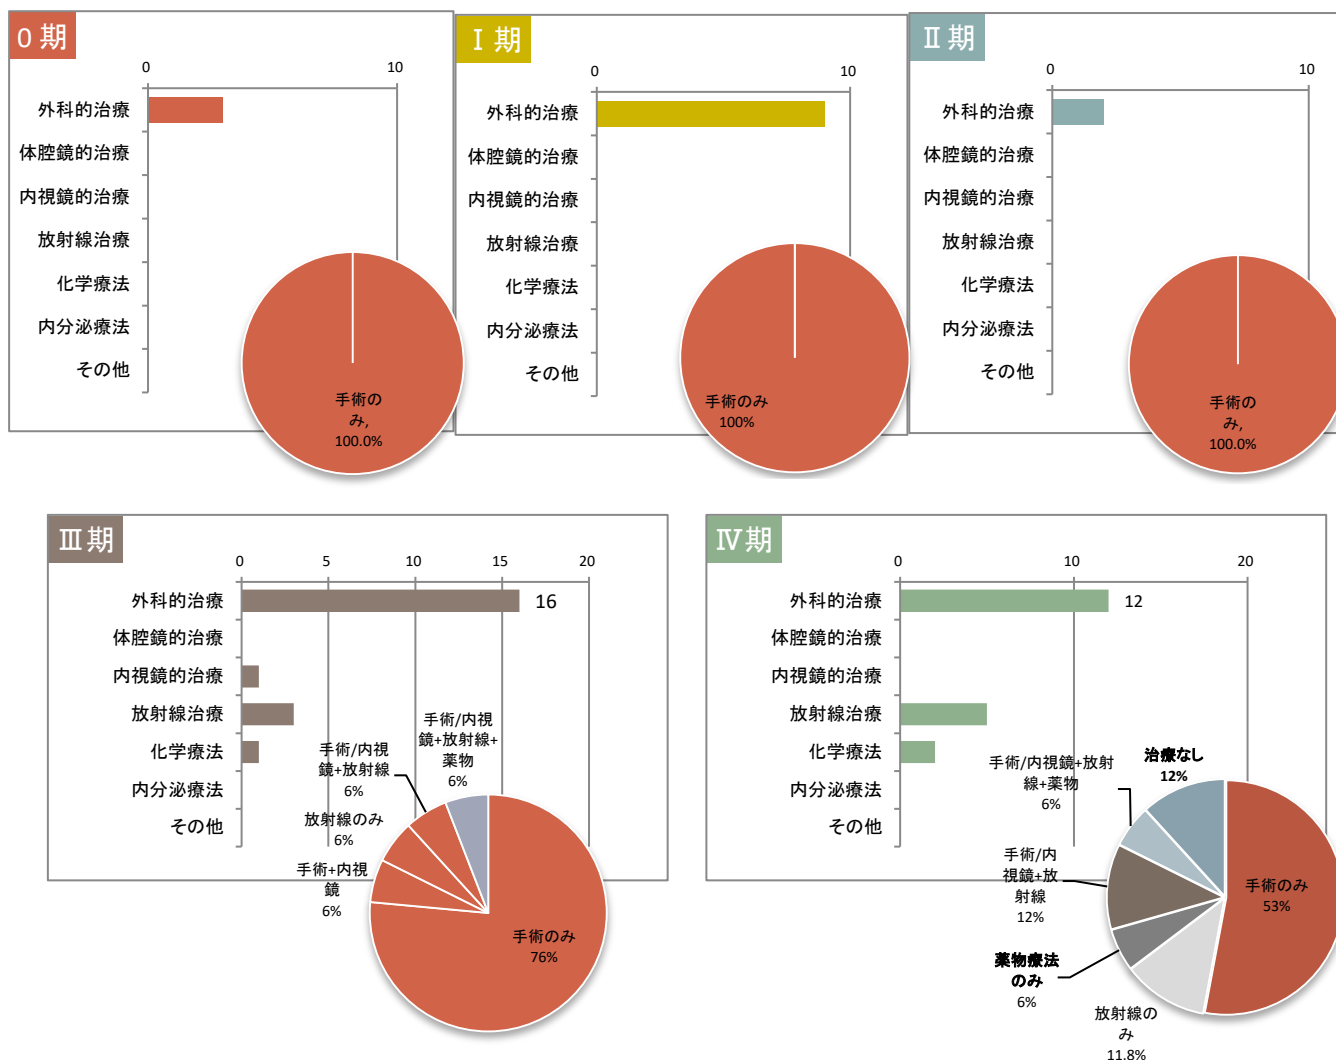 0 期
0
10
外科的治療
体腔鏡的治療
内視鏡的治療
放射線治療
化学療法
内分泌療法
その他
手術の
み,
100.0%
Ⅰ 期
0
10
外科的治療
体腔鏡的治療
内視鏡的治療
放射線治療
化学療法
内分泌療法
その他
手術のみ
100%
Ⅱ 期
0
10
外科的治療
体腔鏡的治療
内視鏡的治療
放射線治療
化学療法
内分泌療法
その他
手術の
み,
100.0%
Ⅲ 期
0
5
10
15
20
外科的治療
16
体腔鏡的治療
内視鏡的治療
放射線治療
化学療法
内分泌療法
その他
手術/内視
鏡+放射線+
薬物
6%
手術/内視
鏡+放射線
6%
放射線のみ
6%
手術+内視
鏡
6%
手術のみ
76%
Ⅳ 期
0
10
20
外科的治療
12
体腔鏡的治療
内視鏡的治療
放射線治療
化学療法
内分泌療法
その他
治療なし
12%
手術/内視鏡+放射
線+薬物
6%
手術/内
視鏡+放
射線
12%
薬物療法
のみ
6%
放射線の
み
11.8%
手術のみ
53%